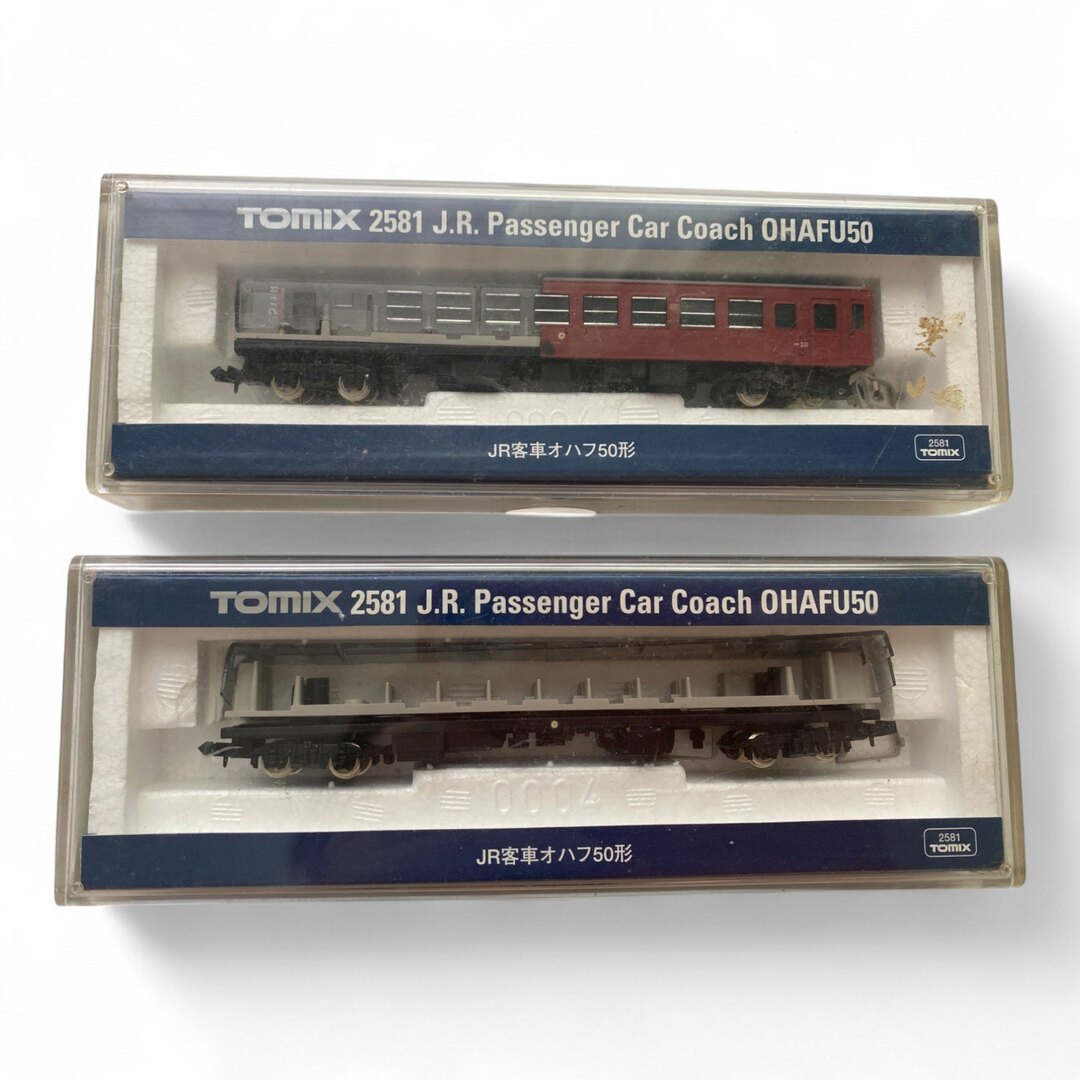 TOMIX 2581 J.R. Passenger Car Coach OHAFU50
JR客車オハフ50形
2581
TOMIX
TOMIX 2581 J.R. Passenger Car Coach OHAFU50
0004
JR客車オハフ50形
2581
TOMIX